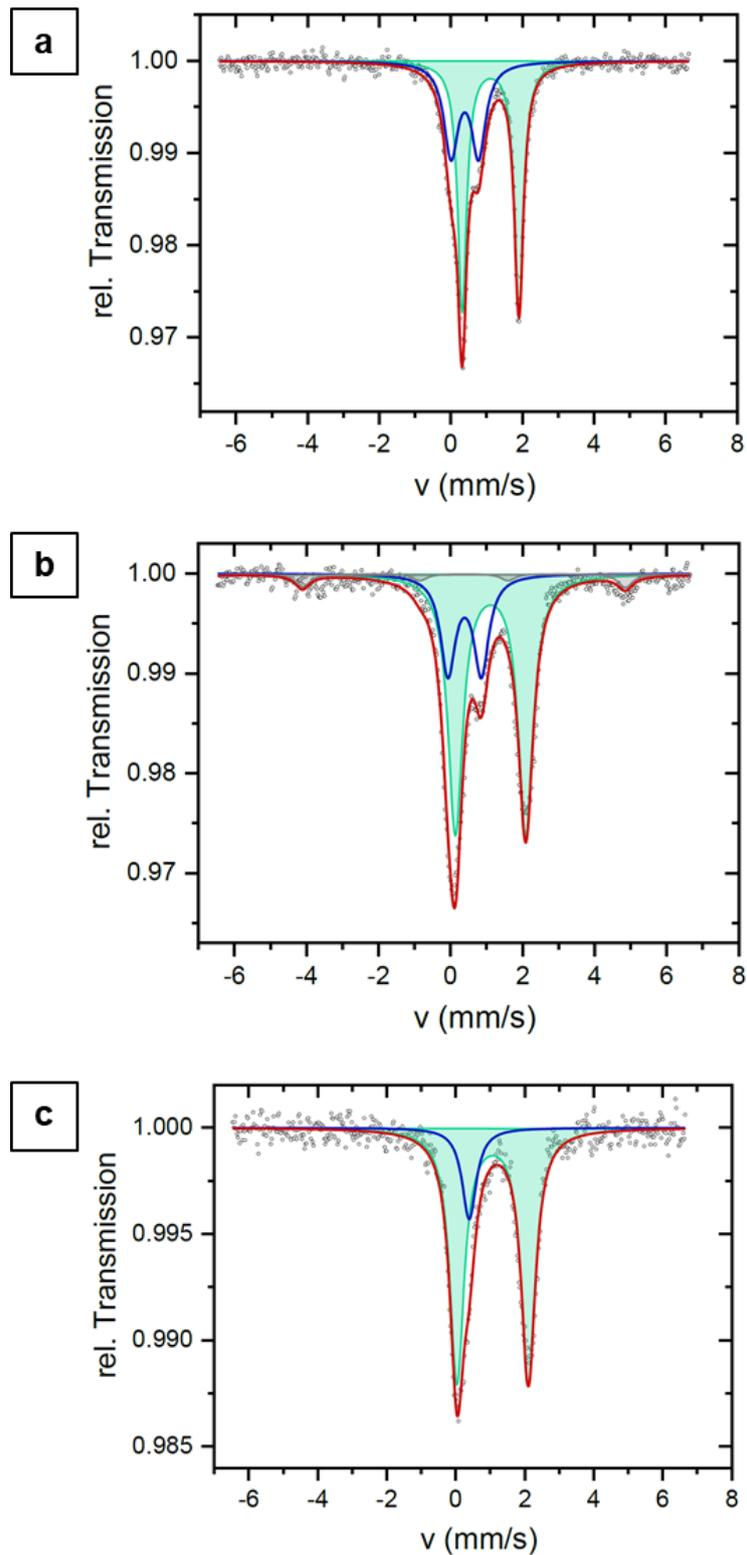 a
rel. Transmission
1.00
0.99
0.98
0.97
-6 -4 -2 0 2 4 6 8
v (mm/s)
b
rel. Transmission
1.00
0.99
0.98
0.97
-6 -4 -2 0 2 4 6 8
v (mm/s)
c
rel. Transmission
1.000
0.995
0.990
0.985
-6 -4 -2 0 2 4 6 8
v (mm/s)